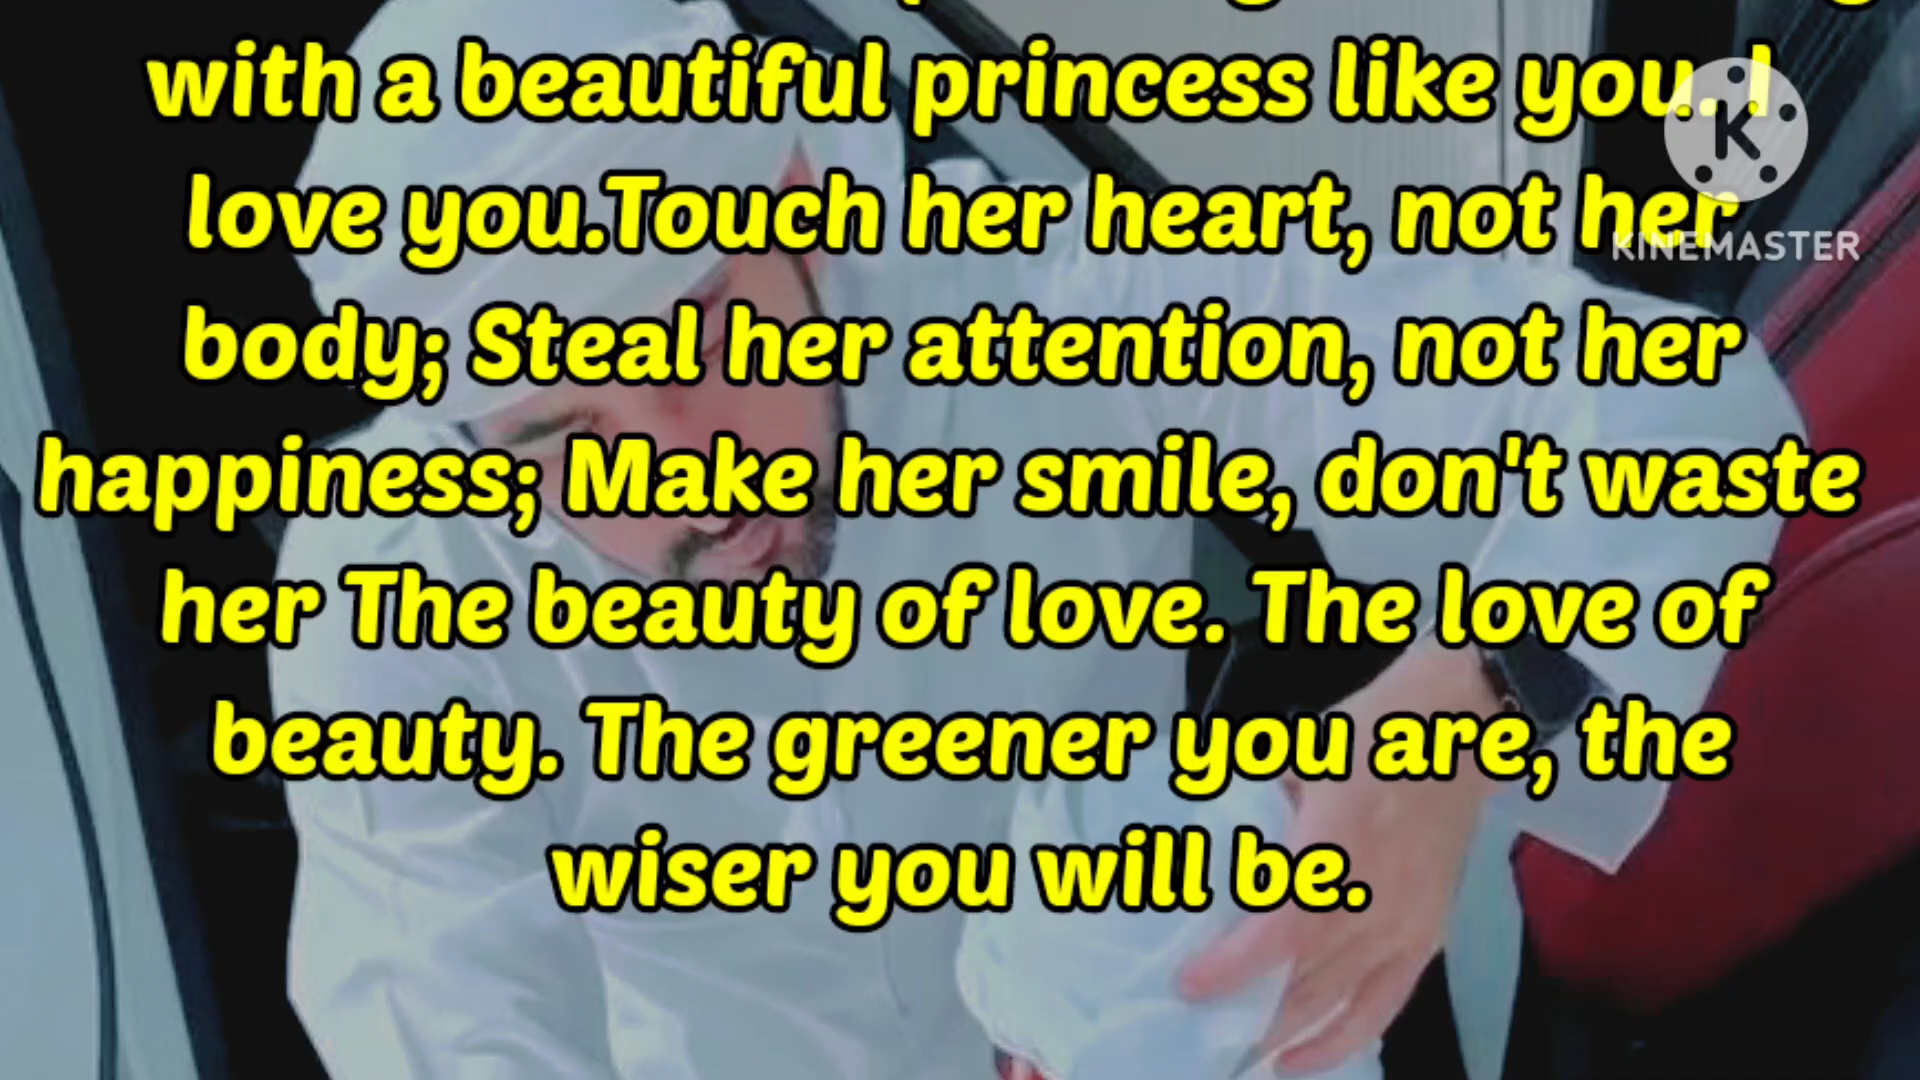 with a beautiful princess like you. I
love you.Touch her heart, not her
body; Steal her attention, not her
happiness; Make her smile, don't waste
her The beauty of love. The love of
beauty. The greener you are, the
wiser you will be.
K
KINEMASTER